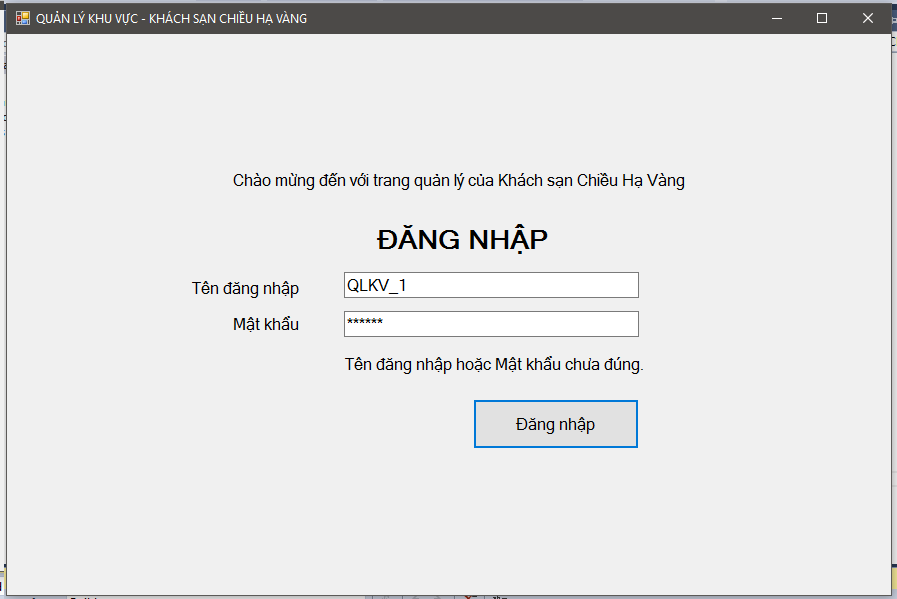 QUẢN LÝ KHU VỰC - KHÁCH SẠN CHIỀU HẠ VÀNG
Chào mừng đến với trang quản lý của Khách sạn Chiều Hạ Vàng
ĐĂNG NHẬP
Tên đăng nhập QLKV_1
Mật khẩu ******
Tên đăng nhập hoặc Mật khẩu chưa đúng.
Đăng nhập